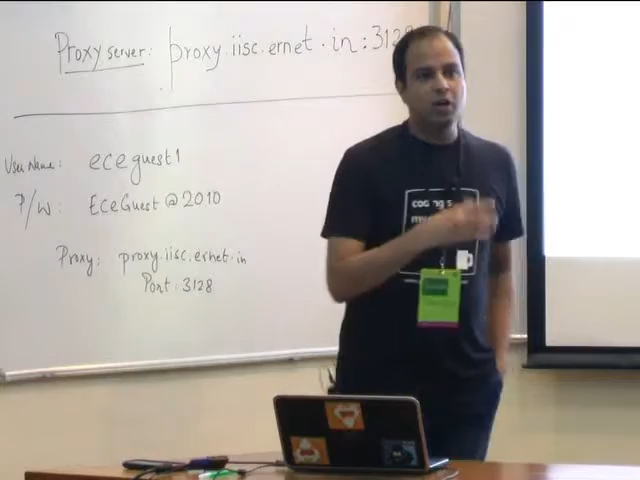 Proxy server: proxy.iisc.ernet.in:3128
User Name: eceguest1
P/W: EceGuest@2010
Proxy: proxy.iisc.ernet.in
Port: 3128